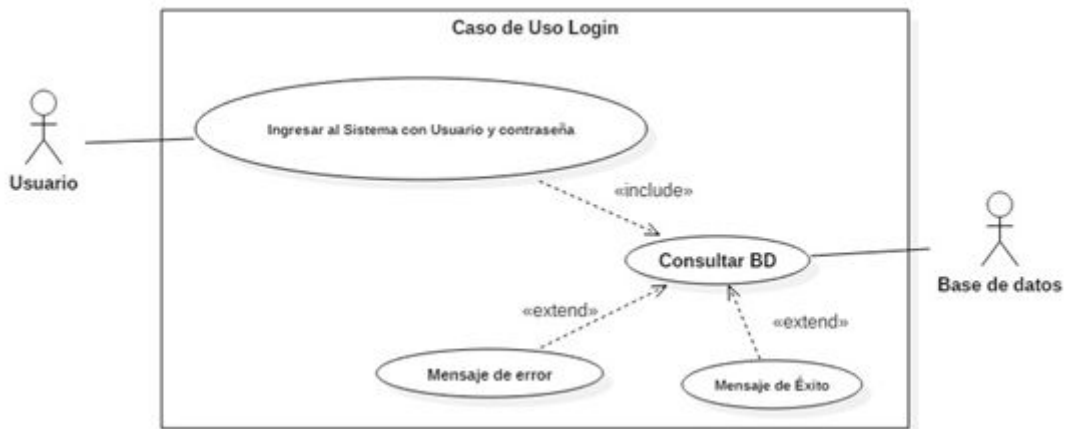 Caso de Uso Login
Ingresar al Sistema con Usuario y contraseña
Usuario
«include»
Consultar BD
Base de datos
«extend»
«extend»
Mensaje de error
Mensaje de Éxito